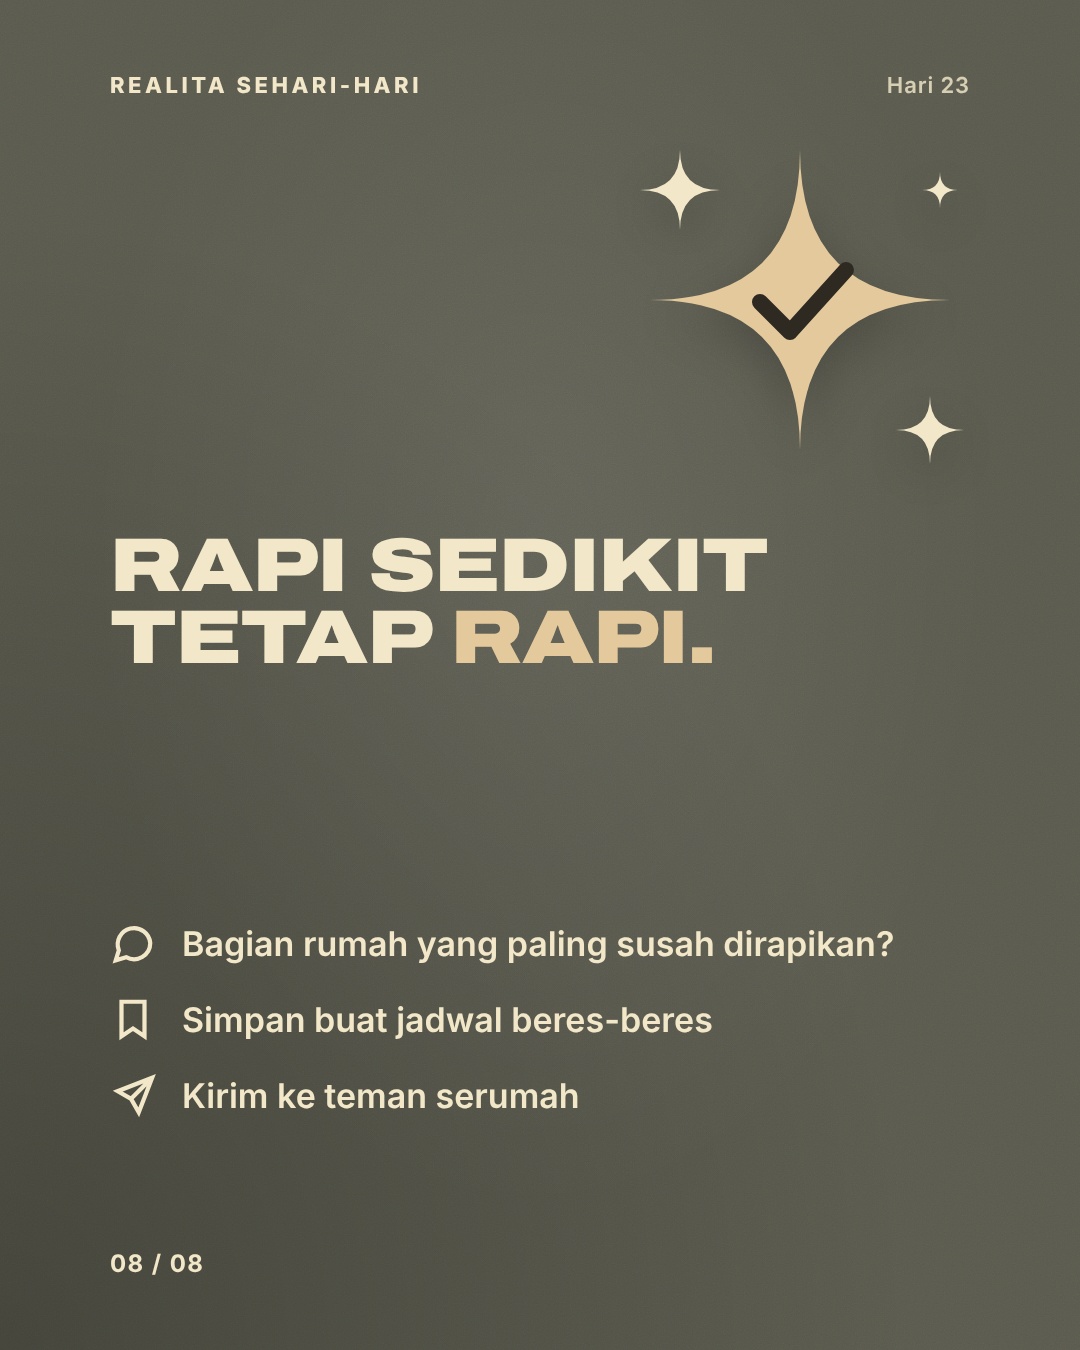 REALITA SEHARI-HARI
Hari 23
RAPI SEDIKIT
TETAP RAPI.
Bagian rumah yang paling susah dirapikan?
Simpan buat jadwal beres-beres
Kirim ke teman serumah
08 / 08